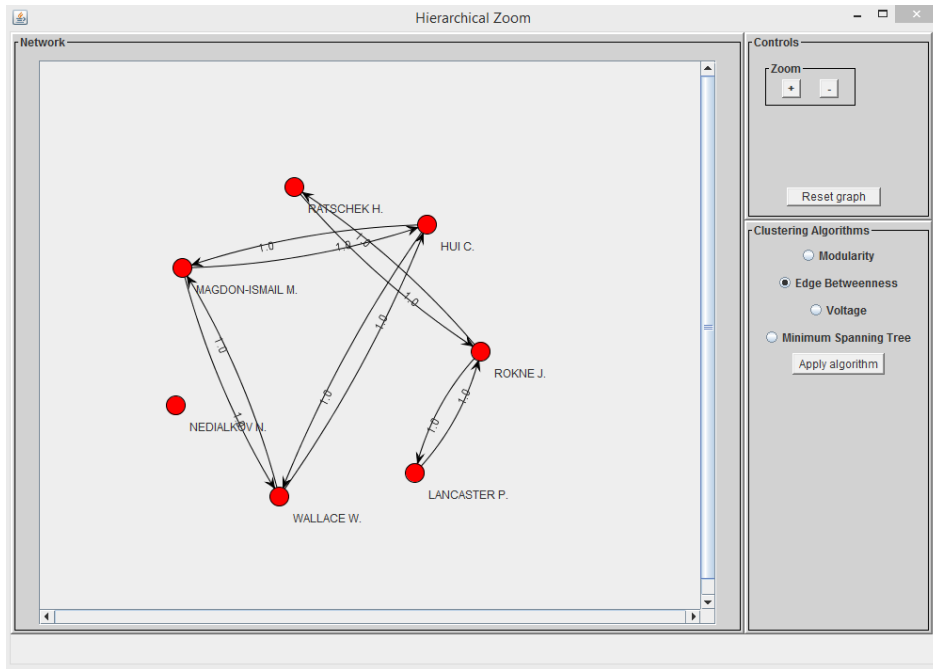 Hierarchical Zoom
Network
RATSCHEK H.
HUI C.
1.0
1.0
1.0
MAGDON-ISMAIL M.
1.0
1.0
1.0
ROKNE J.
1.0
1.0
1.0
NEDIALKOV N.
1.0
LANCASTER P.
WALLACE W.
Controls
Zoom
+
-
Reset graph
Clustering Algorithms
Modularity
Edge Betweenness
Voltage
Minimum Spanning Tree
Apply algorithm